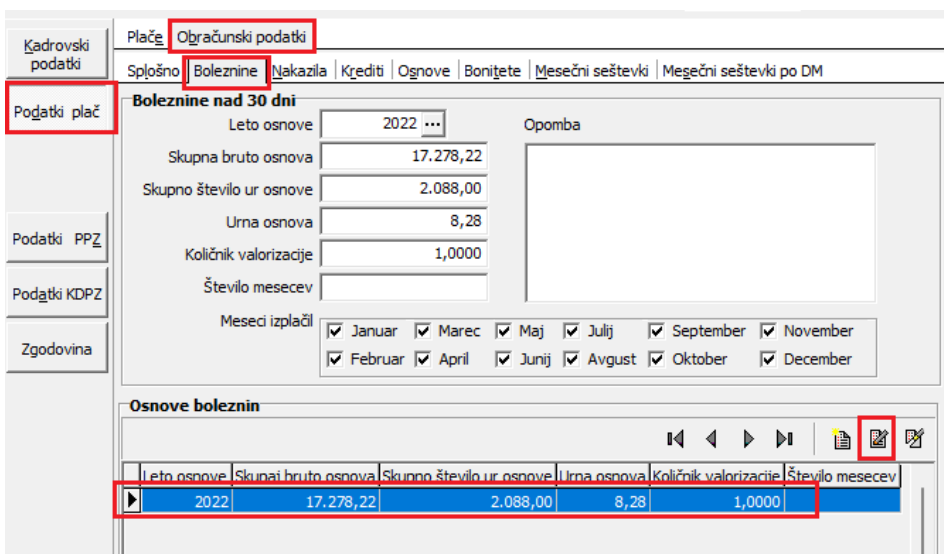 Kadrovski
podatki
Podatki plač
Podatki PPZ
Podatki KDPZ
Zgodovina
Plače Obračunski podatki
Splošno Boleznine Nakazila Krediti Osnove Bonitete Mesečni seštevki Mesečni seštevki po DM
Boleznine nad 30 dni
Leto osnove 2022 ... Opomba
Skupna bruto osnova 17.278,22
Skupno število ur osnove 2.088,00
Urna osnova 8,28
Količnik valorizacije 1,0000
Število mesecev
Meseci izplačil
Januar Marec Maj Julij September November
Februar April Junij Avgust Oktober December
Osnove boleznin
Leto osnove Skupaj bruto osnova Skupno število ur osnove Urna osnova Količnik valorizacije Število mesecev
2022 17.278,22 2.088,00 8,28 1,0000